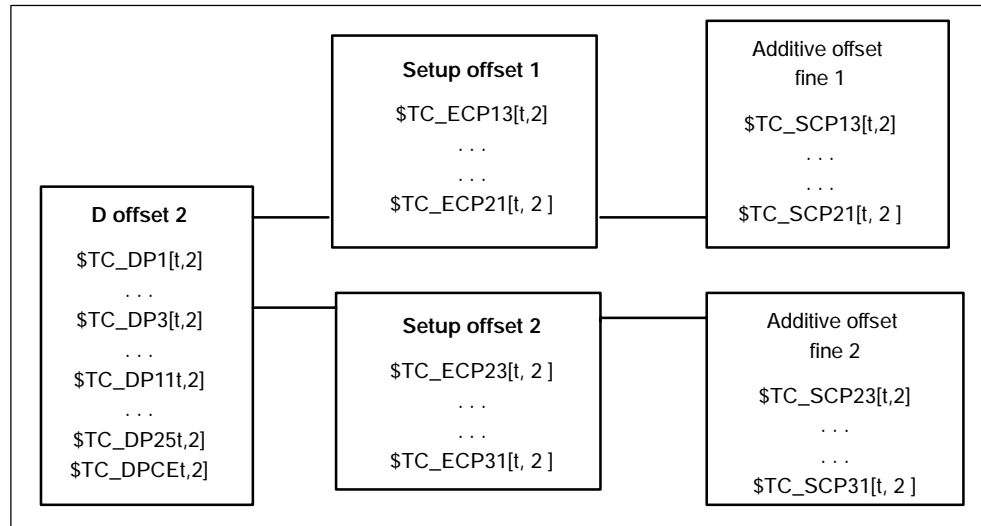 D offset 2
$TC_DP1[t,2]
. . .
$TC_DP3[t,2]
. . .
$TC_DP11t,2]
. . .
$TC_DP25t,2]
$TC_DPCEt,2]
Setup offset 1
$TC_ECP13[t,2]
. . .
. . .
$TC_ECP21[t, 2 ]
Additive offset
fine 1
$TC_SCP13[t,2]
. . .
. . .
$TC_SCP21[t, 2 ]
Setup offset 2
$TC_ECP23[t, 2 ]
. . .
. . .
$TC_ECP31[t, 2 ]
Additive offset
fine 2
$TC_SCP23[t,2]
. . .
. . .
$TC_SCP31[t, 2 ]